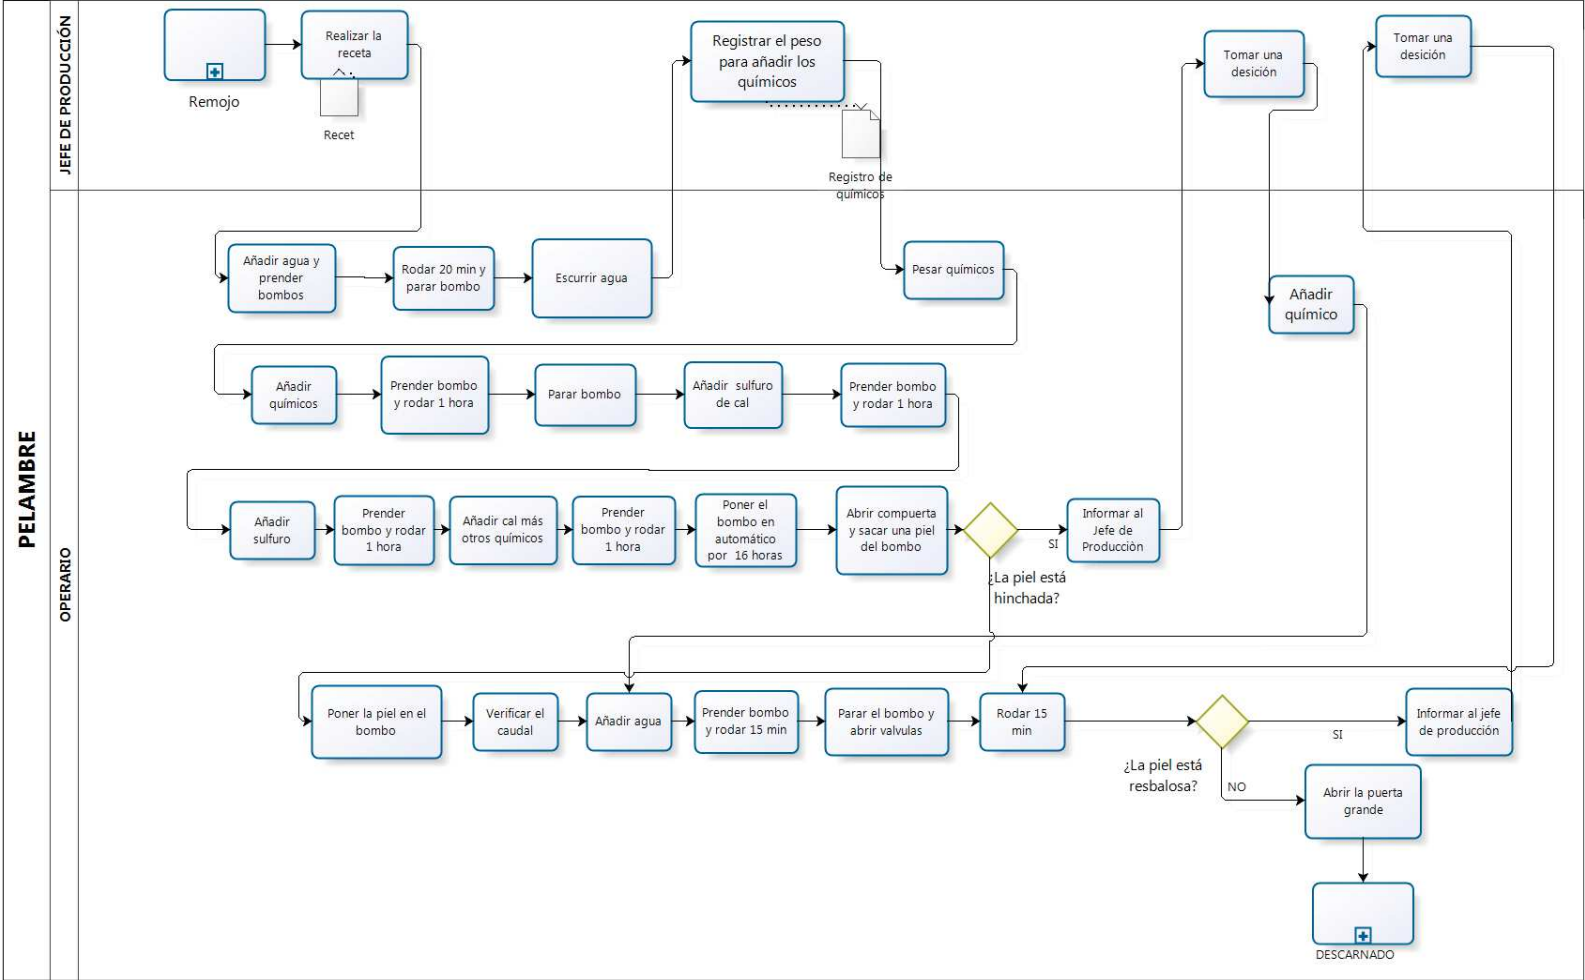 PELAMBRE
JEFE DE PRODUCCIÓN
Remojo
Realizar la
receta
Recet
Registrar el peso
para añadir los
químicos
Registro de
químicos
Tomar una
desición
Tomar una
desición
OPERARIO
Añadir agua y
prender
bombos
Rodar 20 min y
parar bombo
Escurrir agua
Pesar químicos
Añadir
químico
Añadir
químicos
Prender bombo
y rodar 1 hora
Parar bombo
Añadir sulfuro
de cal
Prender bombo
y rodar 1 hora
Añadir
sulfuro
Prender
bombo y rodar
1 hora
Añadir cal más
otros químicos
Prender
bombo y rodar
1 hora
Poner el
bombo en
automático
por 16 horas
Abrir compuerta
y sacar una piel
del bombo
¿La piel está
hinchada?
SI
Informar al
Jefe de
Producciòn
Poner la piel en el
bombo
Verificar el
caudal
Añadir agua
Prender bombo
y rodar 15 min
Parar el bombo y
abrir valvulas
Rodar 15
min
¿La piel está
resbalosa?
SI
Informar al jefe
de producción
NO
Abrir la puerta
grande
DESCARNADO